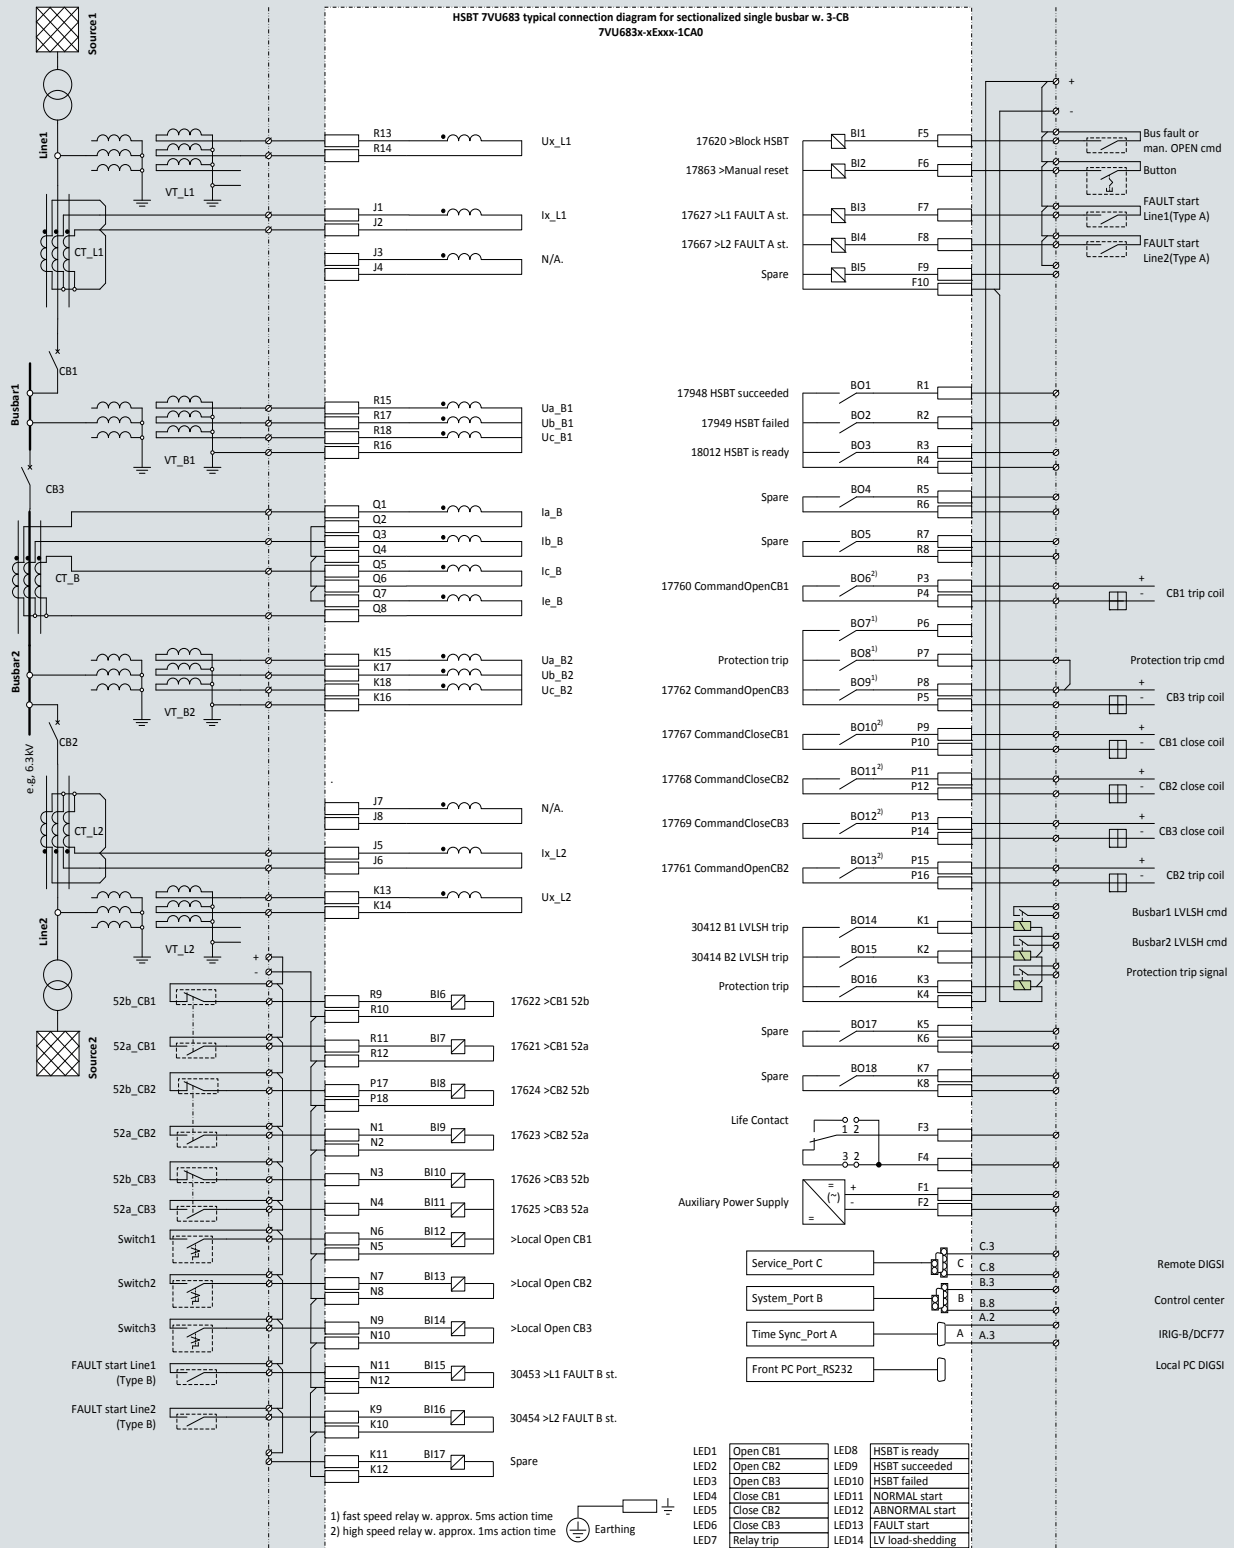 HSBT 7VU683 typical connection diagram for sectionalized single busbar w. 3-CB
7VU683x-xExxx-1CA0
Source1
Line1
VT_L1
CT_L1
CB1
Busbar1
VT_B1
CB3
CT_B
Busbar2
VT_B2
CB2
e.g, 6.3kV
CT_L2
Line2
VT_L2
Source2
R13
R14
Ux_L1
J1
J2
Ix_L1
J3
J4
N/A.
R15
R17
R18
R16
Ua_B1
Ub_B1
Uc_B1
Q1
Q2
Ia_B
Q3
Q4
Ib_B
Q5
Q6
Ic_B
Q7
Q8
Ie_B
K15
K17
K18
K16
Ua_B2
Ub_B2
Uc_B2
.
J7
J8
N/A.
J5
J6
Ix_L2
K13
K14
Ux_L2
+
-
52b_CB1
R9
R10
BI6
17622 >CB1 52b
52a_CB1
R11
R12
BI7
17621 >CB1 52a
52b_CB2
P17
P18
BI8
17624 >CB2 52b
52a_CB2
N1
N2
BI9
17623 >CB2 52a
52b_CB3
N3
BI10
17626 >CB3 52b
52a_CB3
N4
BI11
17625 >CB3 52a
Switch1
N6
N5
BI12
>Local Open CB1
Switch2
N7
N8
BI13
>Local Open CB2
Switch3
N9
N10
BI14
>Local Open CB3
FAULT start Line1
(Type B)
N11
N12
BI15
30453 >L1 FAULT B st.
FAULT start Line2
(Type B)
K9
K10
BI16
30454 >L2 FAULT B st.
K11
K12
BI17
Spare
1) fast speed relay w. approx. 5ms action time
2) high speed relay w. approx. 1ms action time
Earthing
+
-
17620 >Block HSBT
BI1
F5
Bus fault or
man. OPEN cmd
17863 >Manual reset
BI2
F6
Button
17627 >L1 FAULT A st.
BI3
F7
FAULT start
Line1(Type A)
17667 >L2 FAULT A st.
BI4
F8
FAULT start
Line2(Type A)
Spare
BI5
F9
F10
17948 HSBT succeeded
BO1
R1
17949 HSBT failed
BO2
R2
18012 HSBT is ready
BO3
R3
R4
Spare
BO4
R5
R6
Spare
BO5
R7
R8
17760 CommandOpenCB1
BO6 2)
P3
P4
+
-
CB1 trip coil
BO7 1)
P6
Protection trip
BO8 1)
P7
Protection trip cmd
17762 CommandOpenCB3
BO9 1)
P8
P5
+
-
CB3 trip coil
17767 CommandCloseCB1
BO10 2)
P9
P10
+
-
CB1 close coil
17768 CommandCloseCB2
BO11 2)
P11
P12
+
-
CB2 close coil
17769 CommandCloseCB3
BO12 2)
P13
P14
+
-
CB3 close coil
17761 CommandOpenCB2
BO13 2)
P15
P16
+
-
CB2 trip coil
30412 B1 LVLSH trip
BO14
K1
Busbar1 LVLSH cmd
30414 B2 LVLSH trip
BO15
K2
Busbar2 LVLSH cmd
Protection trip
BO16
K3
K4
Protection trip signal
Spare
BO17
K5
K6
Spare
BO18
K7
K8
Life Contact
1 2
3 2
F3
F4
Auxiliary Power Supply
=
(~)
=
+
-
F1
F2
Service_Port C
C
C.3
C.8
Remote DIGSI
System_Port B
B
B.3
B.8
Control center
Time Sync_Port A
A
A.2
A.3
IRIG-B/DCF77
Front PC Port_RS232
Local PC DIGSI
LED1 Open CB1 LED8 HSBT is ready
LED2 Open CB2 LED9 HSBT succeeded
LED3 Open CB3 LED10 HSBT failed
LED4 Close CB1 LED11 NORMAL start
LED5 Close CB2 LED12 ABNORMAL start
LED6 Close CB3 LED13 FAULT start
LED7 Relay trip LED14 LV load-shedding